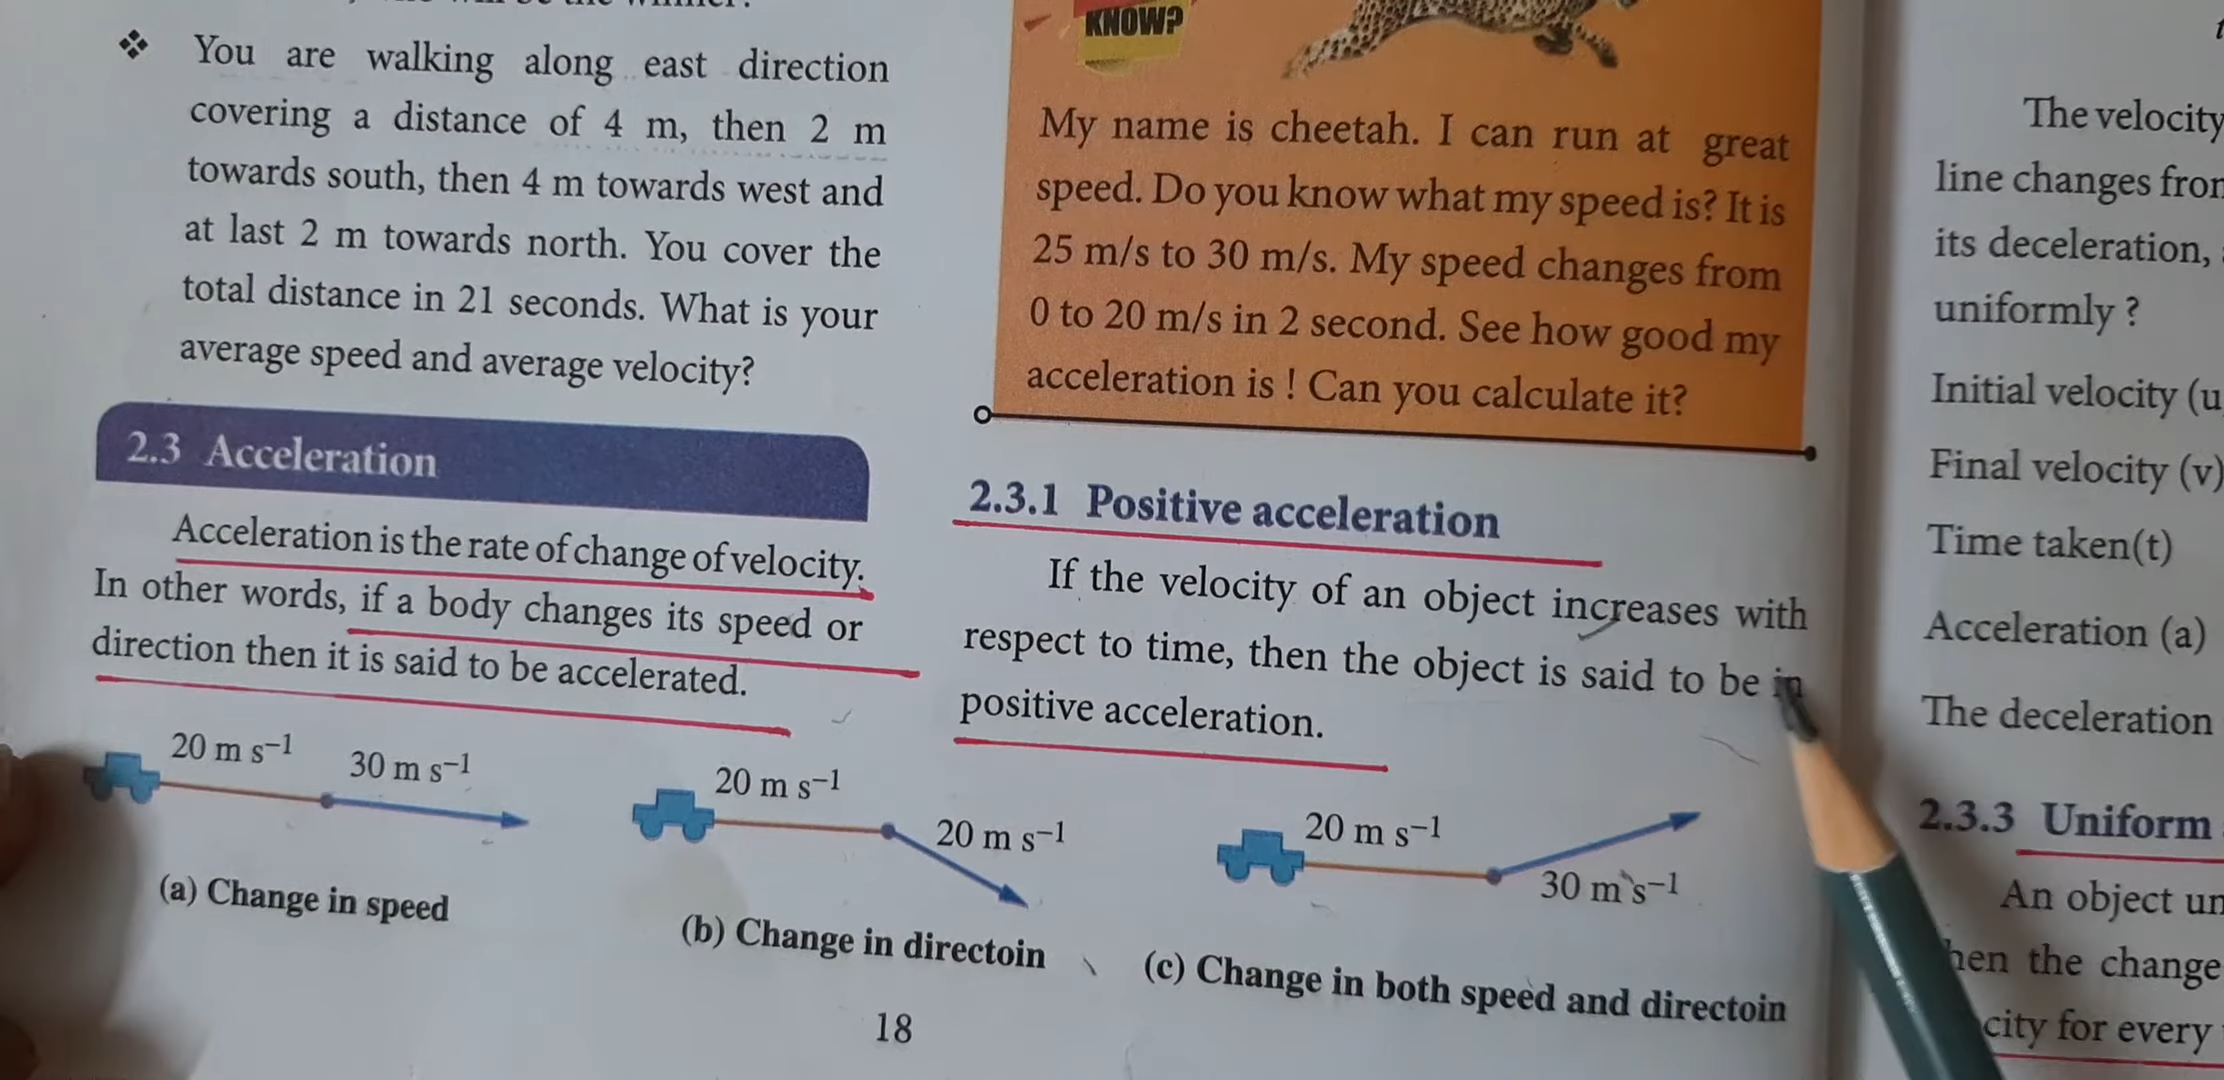 ❖ You are walking along east direction
covering a distance of 4 m, then 2 m
towards south, then 4 m towards west and
at last 2 m towards north. You cover the
total distance in 21 seconds. What is your
average speed and average velocity?
2.3 Acceleration
Acceleration is the rate of change of velocity.
In other words, if a body changes its speed or
direction then it is said to be accelerated.
KNOW?
My name is cheetah. I can run at great
speed. Do you know what my speed is? It is
25 m/s to 30 m/s. My speed changes from
0 to 20 m/s in 2 second. See how good my
acceleration is ! Can you calculate it?
2.3.1 Positive acceleration
If the velocity of an object increases with
respect to time, then the object is said to be in
positive acceleration.
20 m s⁻¹ 30 m s⁻¹
(a) Change in speed
20 m s⁻¹
20 m s⁻¹
(b) Change in directoin
20 m s⁻¹
30 m s⁻¹
(c) Change in both speed and directoin
18
The velocity
line changes
its deceleration,
uniformly ?
Initial velocity (u
Final velocity (v)
Time taken(t)
Acceleration (a)
The deceleration
2.3.3 Uniform
An object
the change
for every